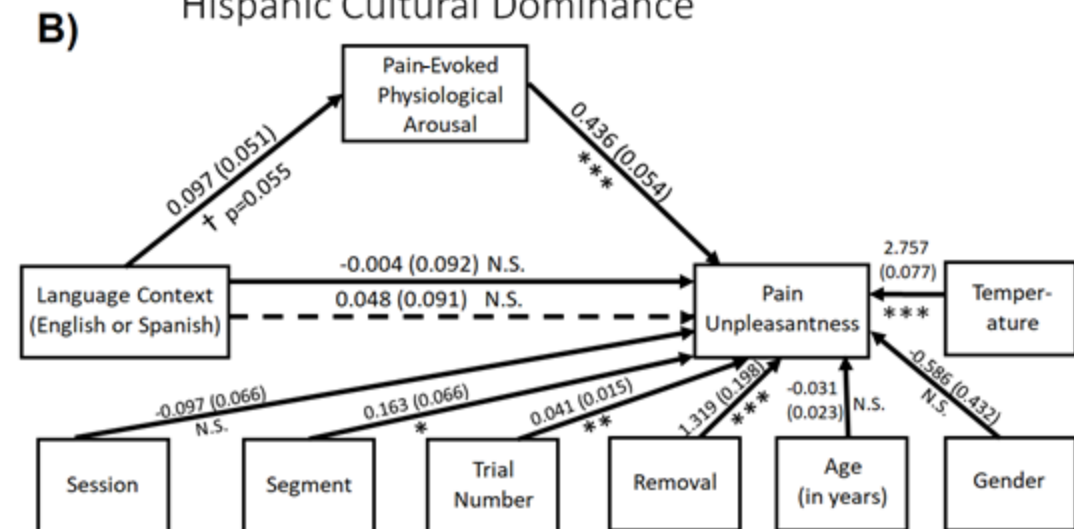 Hispanic Cultural Dominance
B)
Pain-Evoked
Physiological
Arousal
0.097 (0.051)
† p=0.055
0.436 (0.054)
***
-0.004 (0.092) N.S.
0.048 (0.091) N.S.
Language Context
(English or Spanish)
Pain
Unpleasantness
2.757
(0.077)
***
Temper-
ature
-0.097 (0.066)
N.S.
0.163 (0.066)
*
0.041 (0.015)
**
1.319 (0.198)
***
-0.031
(0.023)
N.S.
-0.586 (0.432)
N.S.
Session
Segment
Trial
Number
Removal
Age
(in years)
Gender